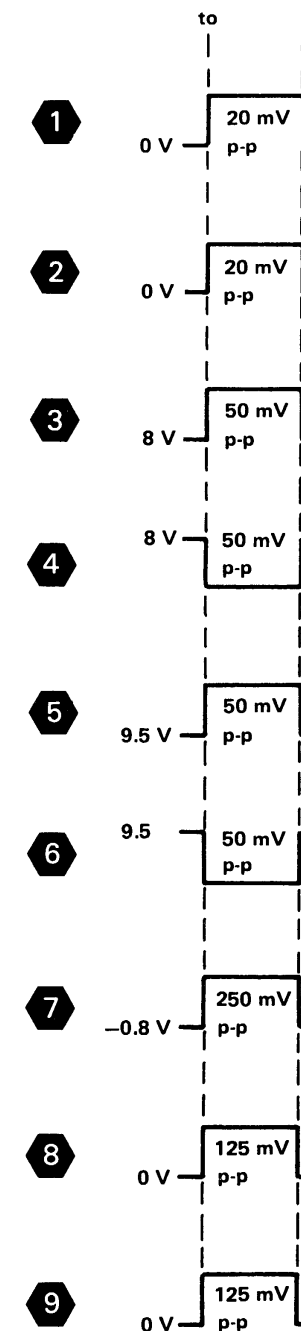 to
1
20 mV
0 V
p-p
2
20 mV
0 V
p-p
3
50 mV
8 V
p-p
8 V
50 mV
4
p-p
5
50 mV
9.5 V
p-p
9.5
50 mV
6
p-p
7
250 mV
−0.8 V
p-p
8
125 mV
0 V
p-p
9
125 mV
0 V
p-p